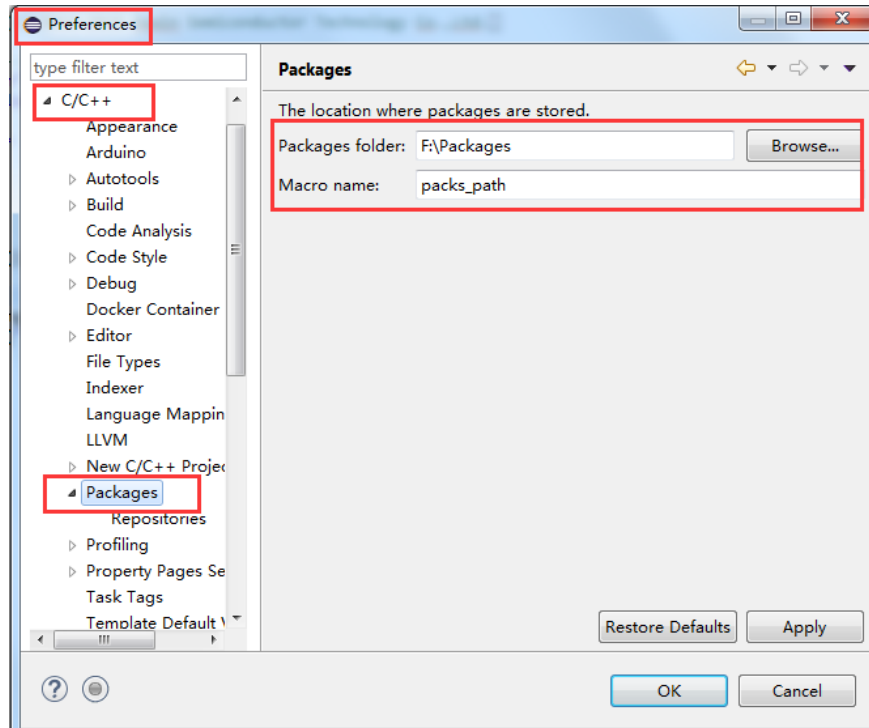 Preferences
type filter text
Packages
C/C++
Appearance
Arduino
Autotools
Build
Code Analysis
Code Style
Debug
Docker Container
Editor
File Types
Indexer
Language Mappin
LLVM
New C/C++ Projec
Packages
Repositories
Profiling
Property Pages Se
Task Tags
Template Default
The location where packages are stored.
Packages folder: F:\Packages Browse...
Macro name: packs_path
Restore Defaults Apply
? OK Cancel